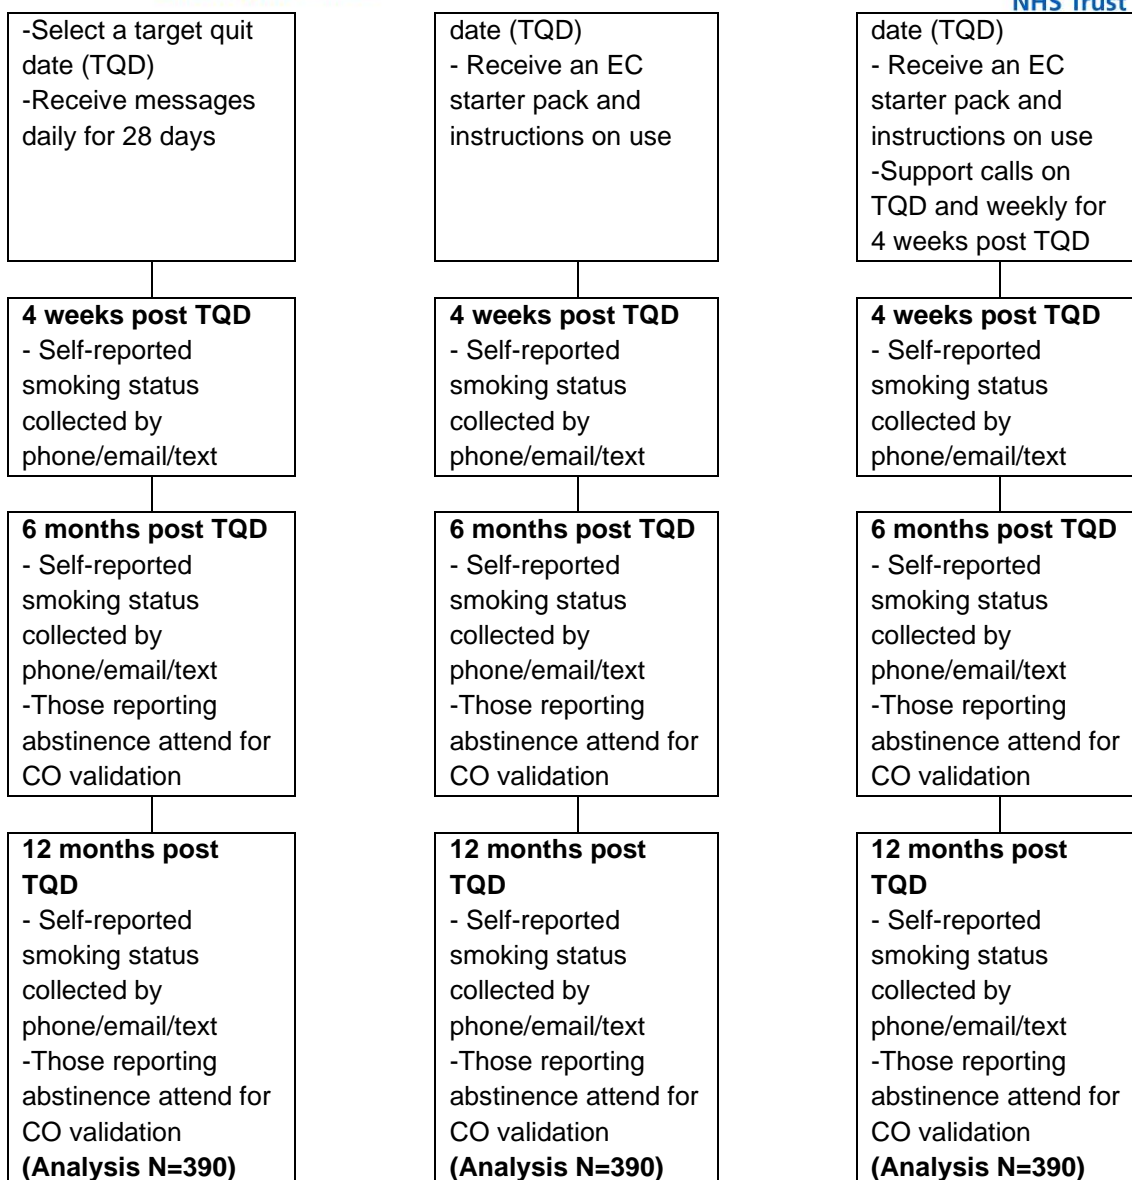 NHS Trust
-Select a target quit
date (TQD)
-Receive messages
daily for 28 days
date (TQD)
- Receive an EC
starter pack and
instructions on use
date (TQD)
- Receive an EC
starter pack and
instructions on use
-Support calls on
TQD and weekly for
4 weeks post TQD
4 weeks post TQD
- Self-reported
smoking status
collected by
phone/email/text
4 weeks post TQD
- Self-reported
smoking status
collected by
phone/email/text
4 weeks post TQD
- Self-reported
smoking status
collected by
phone/email/text
6 months post TQD
- Self-reported
smoking status
collected by
phone/email/text
-Those reporting
abstinence attend for
CO validation
6 months post TQD
- Self-reported
smoking status
collected by
phone/email/text
-Those reporting
abstinence attend for
CO validation
6 months post TQD
- Self-reported
smoking status
collected by
phone/email/text
-Those reporting
abstinence attend for
CO validation
12 months post
TQD
- Self-reported
smoking status
collected by
phone/email/text
-Those reporting
abstinence attend for
CO validation
(Analysis N=390)
12 months post
TQD
- Self-reported
smoking status
collected by
phone/email/text
-Those reporting
abstinence attend for
CO validation
(Analysis N=390)
12 months post
TQD
- Self-reported
smoking status
collected by
phone/email/text
-Those reporting
abstinence attend for
CO validation
(Analysis N=390)